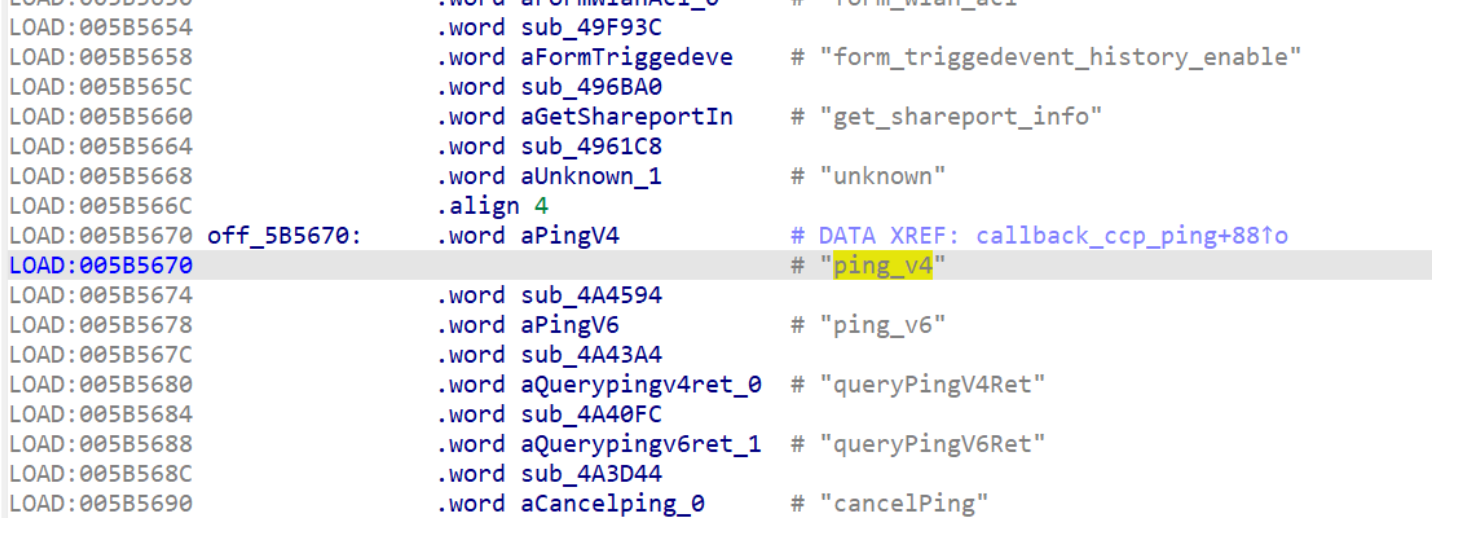 .word sub_49F93C
LOAD:005B5654 .word sub_49F93C
LOAD:005B5658 .word aFormTriggedeve # "form_triggedevent_history_enable"
LOAD:005B565C .word sub_496BA0
LOAD:005B5660 .word aGetShareportIn # "get_shareport_info"
LOAD:005B5664 .word sub_4961C8
LOAD:005B5668 .word aUnknown_1 # "unknown"
LOAD:005B566C .align 4
LOAD:005B5670 off_5B5670: .word aPingV4 # DATA XREF: callback_ccp_ping+88↑o
LOAD:005B5670 # "ping_v4"
LOAD:005B5674 .word sub_4A4594
LOAD:005B5678 .word aPingV6 # "ping_v6"
LOAD:005B567C .word sub_4A43A4
LOAD:005B5680 .word aQuerypingv4ret_0 # "queryPingV4Ret"
LOAD:005B5684 .word sub_4A40FC
LOAD:005B5688 .word aQuerypingv6ret_1 # "queryPingV6Ret"
LOAD:005B568C .word sub_4A3D44
LOAD:005B5690 .word aCancelping_0 # "cancelPing"